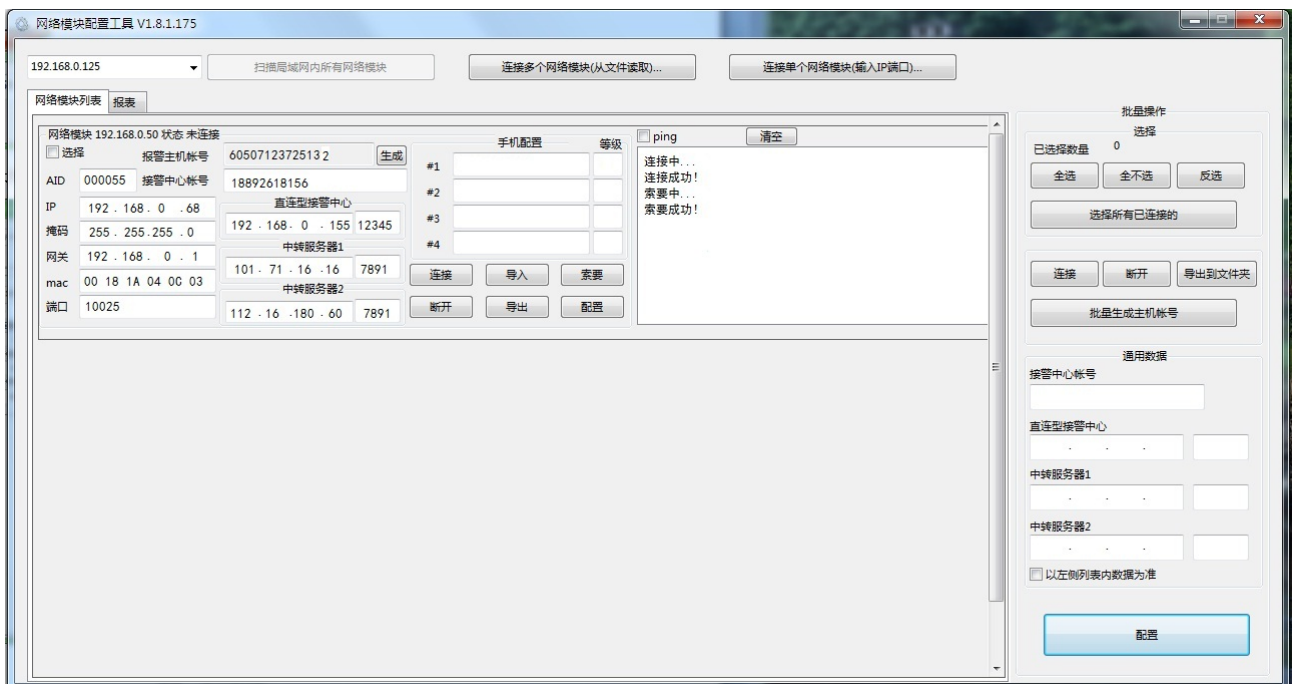 网络模块配置工具 V1.8.1.175
192.168.0.125 扫描局域网内所有网络模块 连接多个网络模块(从文件读取)... 连接单个网络模块(输入IP端口)...
网络模块列表 报表
网络模块 192.168.0.50 状态 未连接
选择 报警主机帐号 60507123725132 生成
AID 000055 接警中心帐号 18892618156
IP 192 . 168 . 0 . 68
掩码 255 . 255 . 255 . 0
网关 192 . 168 . 0 . 1
mac 00 18 1A 04 0C 03
端口 10025
直连型接警中心
192 . 168 . 0 . 155 12345
中转服务器1
101 . 71 . 16 . 16 7891
中转服务器2
112 . 16 . 180 . 60 7891
手机配置 等级
#1
#2
#3
#4
连接 导入 索要
断开 导出 配置
ping 清空
连接中...
连接成功!
索要中...
索要成功!
批量操作
选择
已选择数量 0
全选 全不选 反选
选择所有已连接的
连接 断开 导出到文件夹
批量生成主机帐号
通用数据
接警中心帐号
直连型接警中心
. . .
中转服务器1
. . .
中转服务器2
. . .
以左侧列表内数据为准
配置